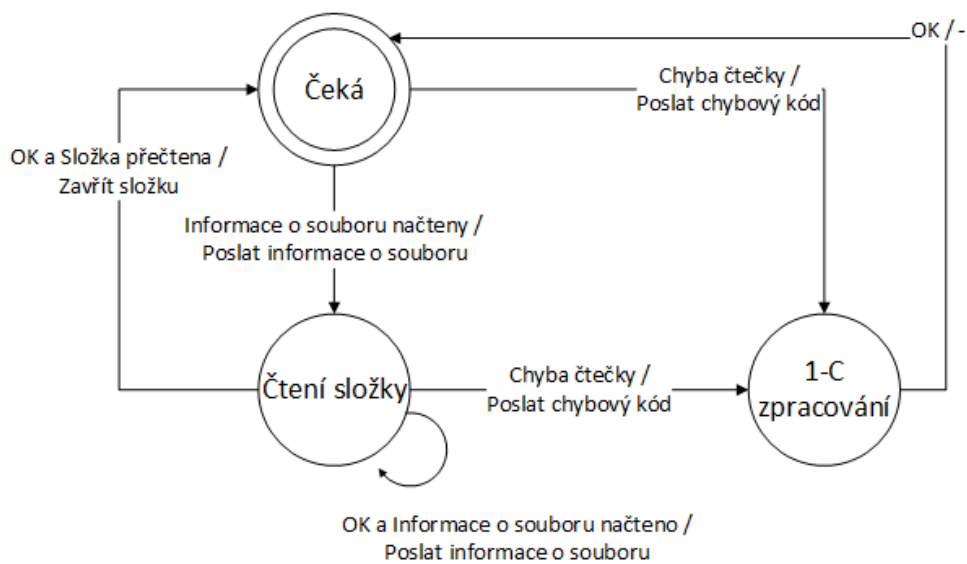 OK / -
Čeká
Chyba čtečky /
Poslat chybový kód
OK a Složka přečtena /
Zavřít složku
Informace o souboru načteny /
Poslat informace o souboru
Čtení složky
Chyba čtečky /
Poslat chybový kód
1-C
zpracování
OK a Informace o souboru načteno /
Poslat informace o souboru